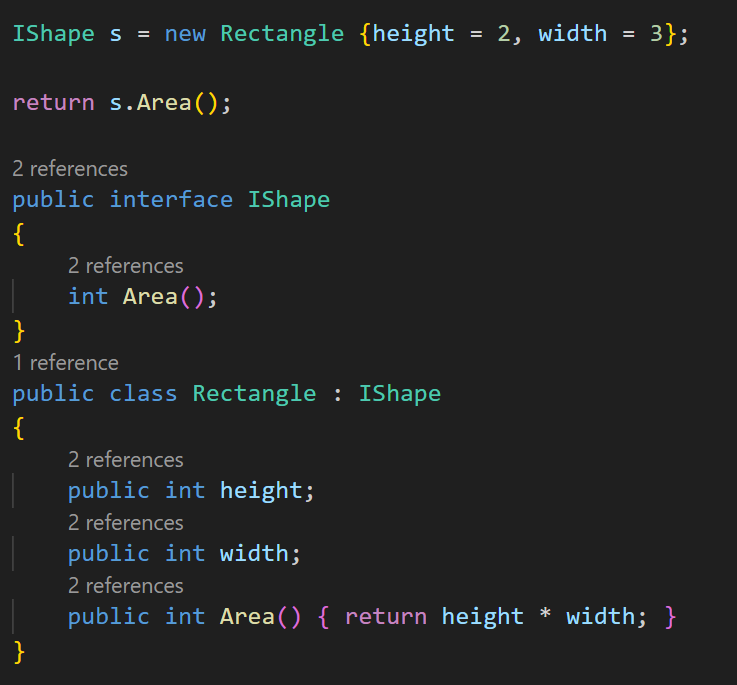 IShape s = new Rectangle {height = 2, width = 3};
return s.Area();
2 references
public interface IShape
{
2 references
int Area();
}
1 reference
public class Rectangle : IShape
{
2 references
public int height;
2 references
public int width;
2 references
public int Area() { return height * width; }
}